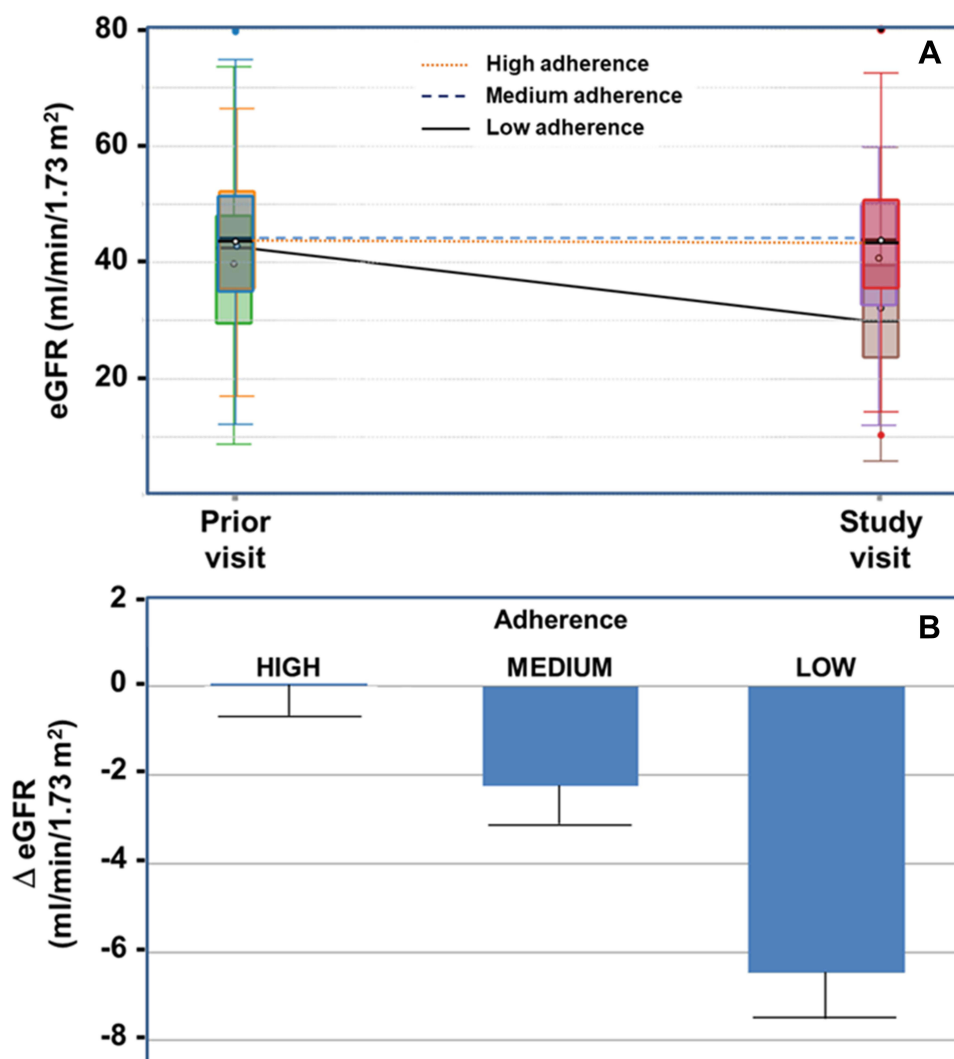 80
A
High adherence
Medium adherence
Low adherence
60
40
20
eGFR (ml/min/1.73 m²)
Prior
visit
Study
visit
2
Adherence
B
HIGH
MEDIUM
LOW
0
-2
-4
-6
-8
Δ eGFR
(ml/min/1.73 m²)